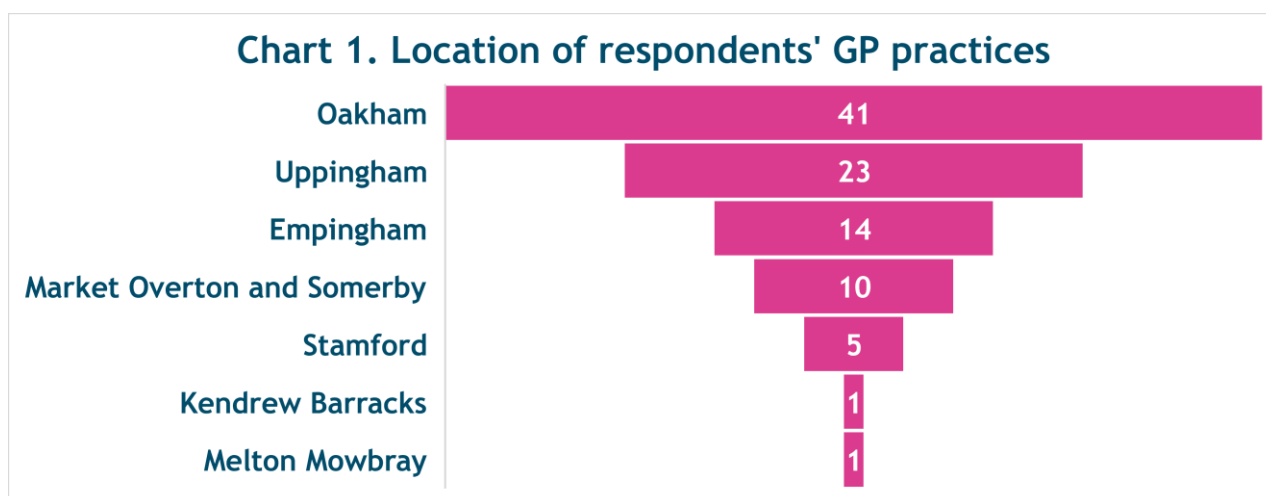 Chart 1. Location of respondents' GP practices
Oakham 41
Uppingham 23
Empingham 14
Market Overton and Somerby 10
Stamford 5
Kendrew Barracks 1
Melton Mowbray 1